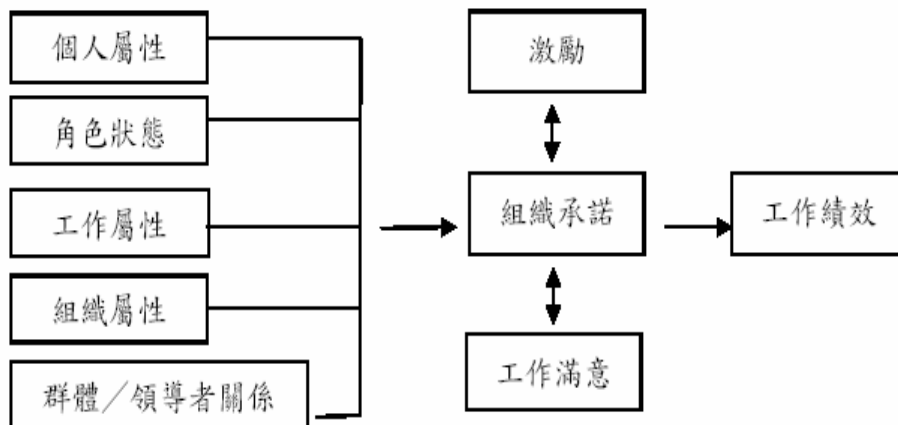 個人屬性
角色狀態
工作屬性
組織屬性
群體／領導者關係
激勵
組織承諾
工作滿意
工作績效